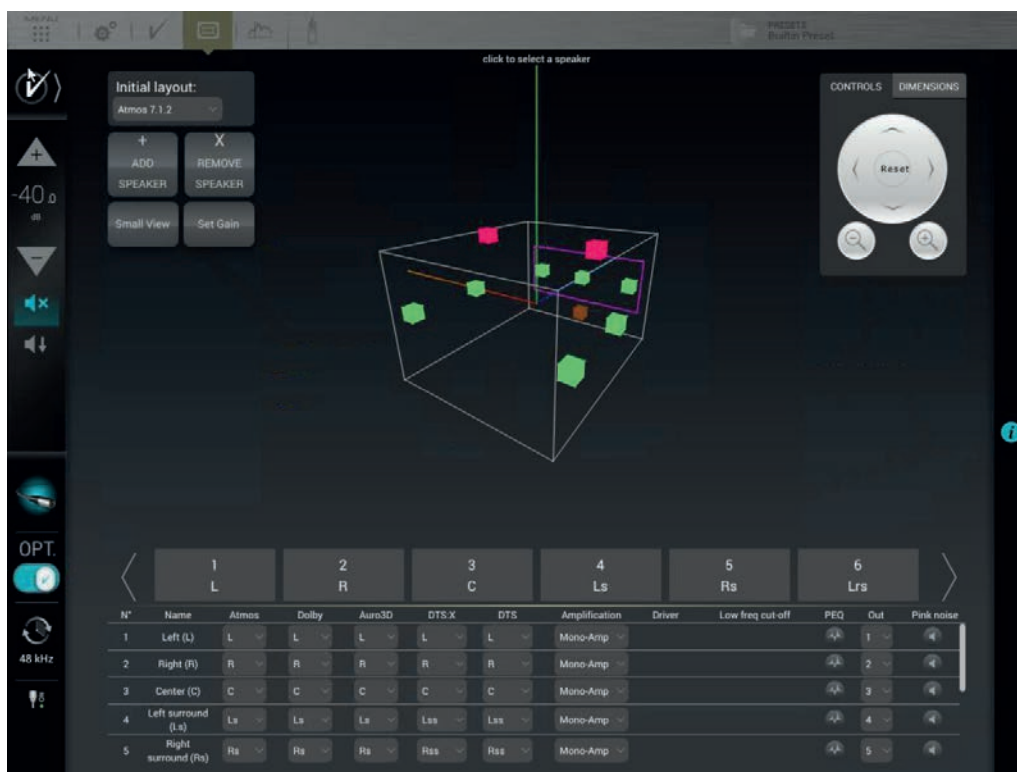 PRESETS
Builtin Preset
click to select a speaker
Initial layout:
Atmos 7.1.2
+
ADD
SPEAKER
X
REMOVE
SPEAKER
Small View
Set Gain
CONTROLS
DIMENSIONS
Reset
+
-40.0
dB
OPT.
48 kHz
i
1
L
2
R
3
C
4
Ls
5
Rs
6
Lrs
N° Name Atmos Dolby Auro3D DTS:X DTS Amplification Driver Low freq cut-off PEQ Out Pink noise
1 Left (L) L L L L L Mono-Amp 1
2 Right (R) R R R R R Mono-Amp 2
3 Center (C) C C C C C Mono-Amp 3
4 Left surround (Ls) Ls Ls Ls Lss Lss Mono-Amp 4
5 Right surround (Rs) Rs Rs Rs Rss Rss Mono-Amp 5